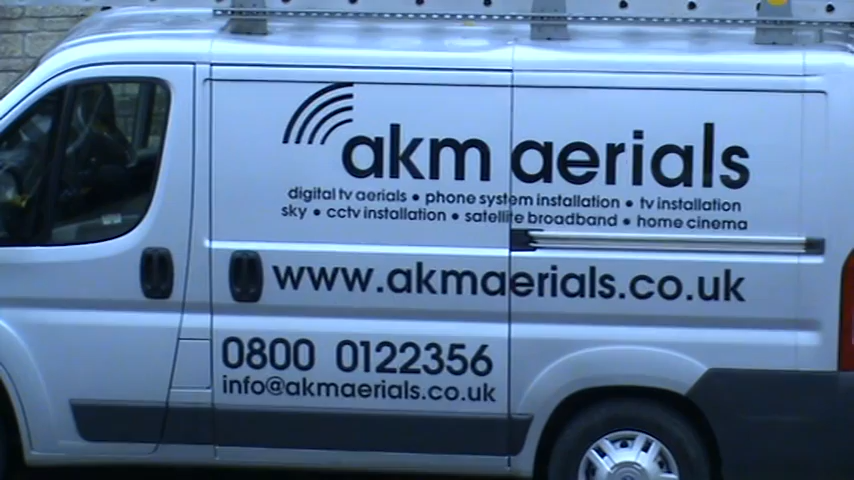 akm aerials
digital tv aerials • phone system installation • tv installation
sky • cctv installation • satellite broadband • home cinema
www.akmaerials.co.uk
0800 0122356
info@akmaerials.co.uk